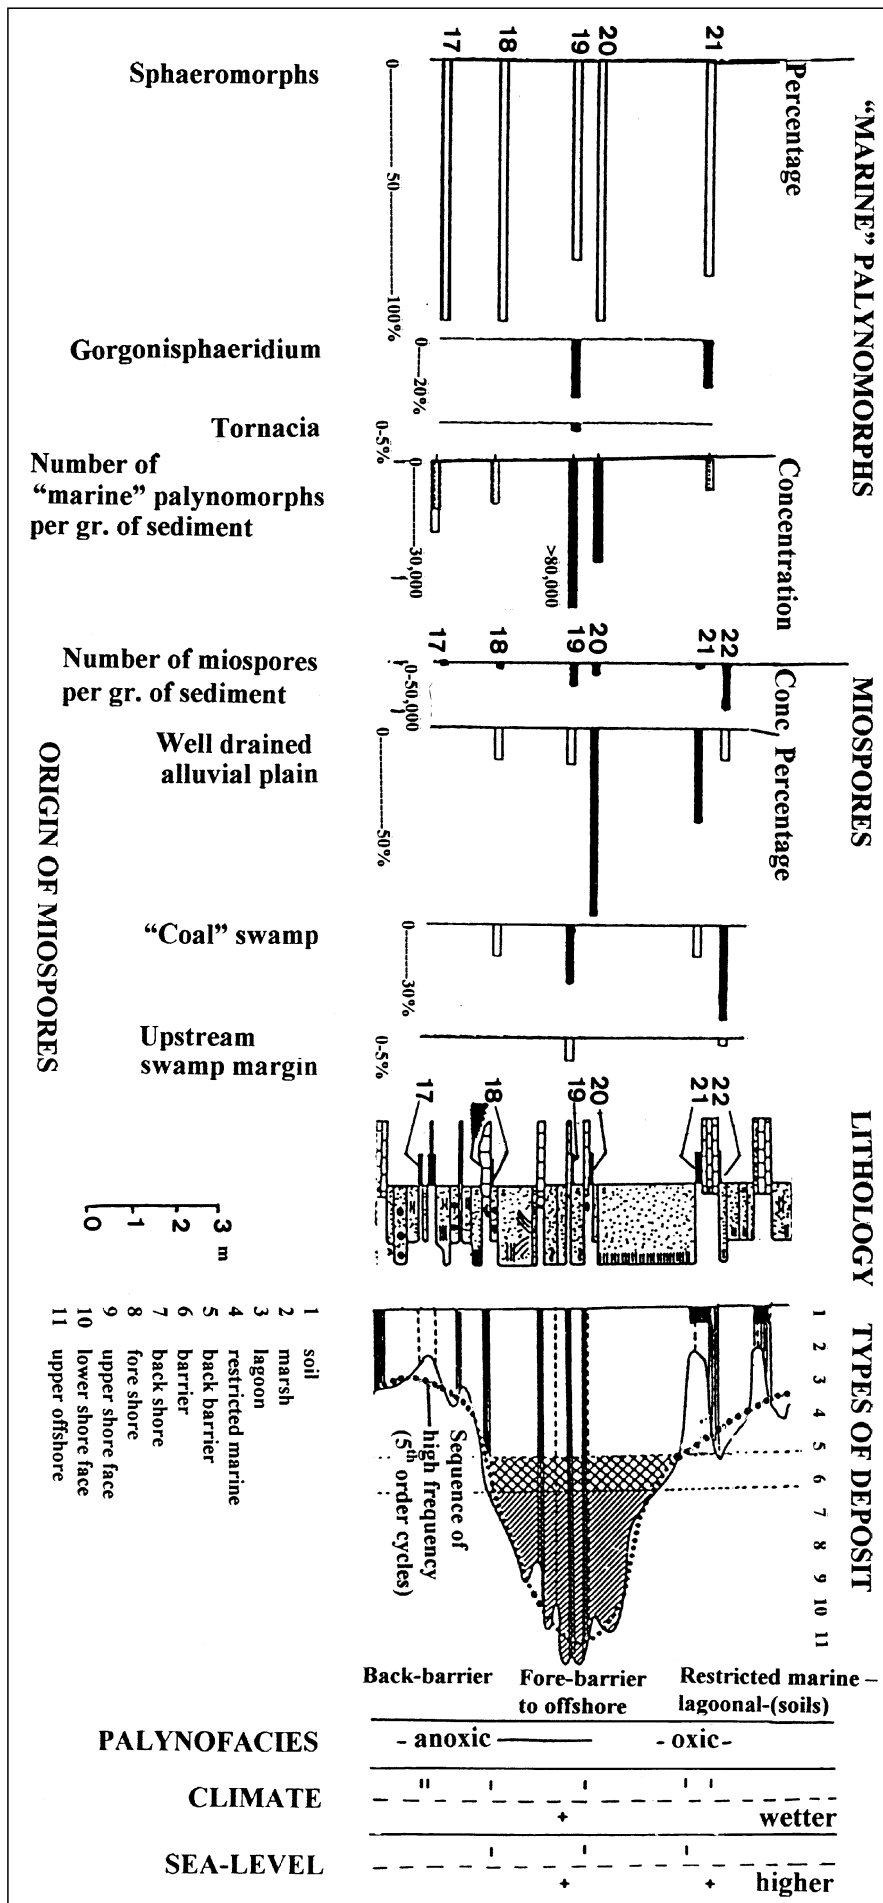 "MARINE" PALYNOMORPHS
Percentage
17
18
19
20
21
Sphaeromorphs
0-------- 50----------100%
Gorgonisphaeridium
0------20%
Tornacia
0-5%
Concentration
Number of
"marine" palynomorphs
per gr. of sediment
0---------30,000
>80,000
MIOSPORES
Conc. Percentage
17
18
19
20
21
22
Number of miospores
per gr. of sediment
0-50,000
Well drained
alluvial plain
0---------50%
"Coal" swamp
0------30%
Upstream
swamp margin
0-5%
ORIGIN OF MIOSPORES
LITHOLOGY
17
18
19
20
21
22
0
1
2
3 m
TYPES OF DEPOSIT
1
2
3
4
5
6
7
8
9
10
11
1 soil
2 marsh
3 lagoon
4 restricted marine
5 back barrier
6 barrier
7 back shore
8 fore shore
9 upper shore face
10 lower shore face
11 upper offshore
Sequence of
high frequency
(5th order cycles)
Back-barrier
Fore-barrier
to offshore
Restricted marine –
lagoonal-(soils)
PALYNOFACIES
- anoxic
- oxic-
CLIMATE
= - - - -
+
wetter
SEA-LEVEL
- - -
+ +
higher